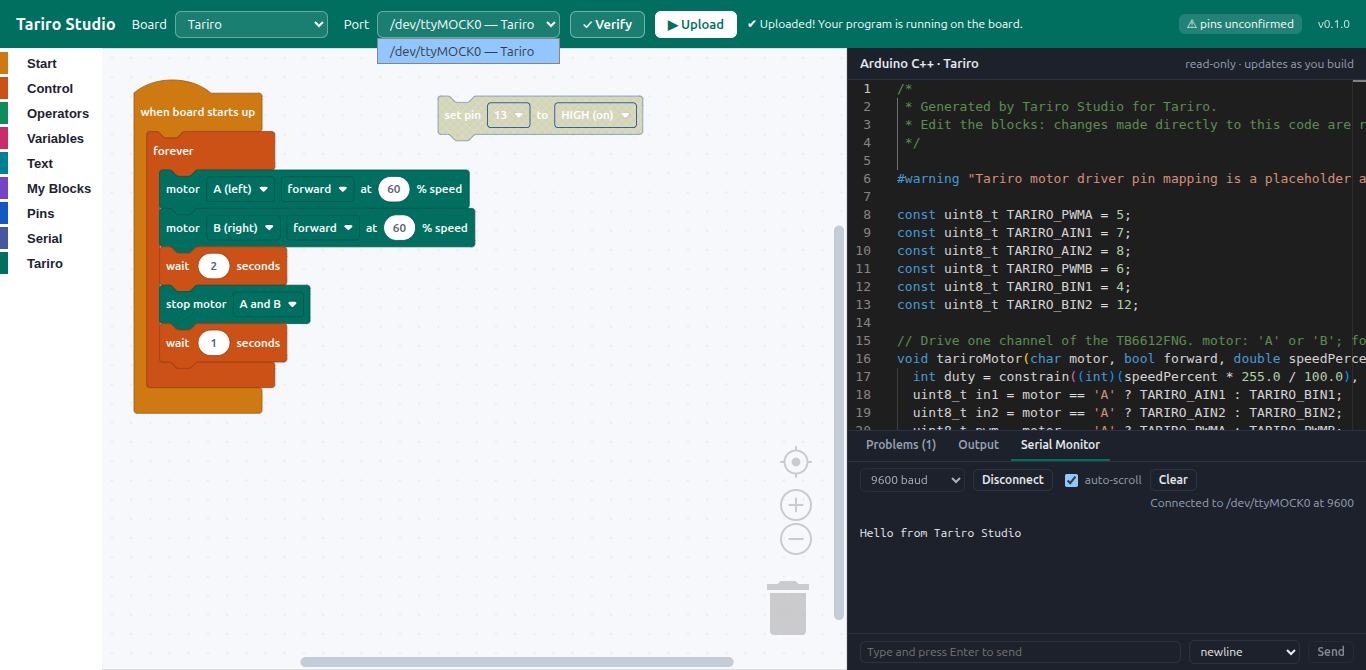 Tariro Studio
Board
Tariro
Port
/dev/ttyMOCK0 — Tariro
✓ Verify
▶ Upload
✔ Uploaded! Your program is running on the board.
⚠ pins unconfirmed
v0.1.0
/dev/ttyMOCK0 — Tariro
Start
Control
Operators
Variables
Text
My Blocks
Pins
Serial
Tariro
when board starts up
forever
motor A (left) forward at 60 % speed
motor B (right) forward at 60 % speed
wait 2 seconds
stop motor A and B
wait 1 seconds
set pin 13 to HIGH (on)
Arduino C++ · Tariro
read-only · updates as you build
1 /*
2  * Generated by Tariro Studio for Tariro.
3  * Edit the blocks: changes made directly to this code are r
4  */
5
6 #warning "Tariro motor driver pin mapping is a placeholder a
7
8 const uint8_t TARIRO_PWMA = 5;
9 const uint8_t TARIRO_AIN1 = 7;
10 const uint8_t TARIRO_AIN2 = 8;
11 const uint8_t TARIRO_PWMB = 6;
12 const uint8_t TARIRO_BIN1 = 4;
13 const uint8_t TARIRO_BIN2 = 12;
14
15 // Drive one channel of the TB6612FNG. motor: 'A' or 'B'; fo
16 void tariroMotor(char motor, bool forward, double speedPerce
17   int duty = constrain((int)(speedPercent * 255.0 / 100.0),
18   uint8_t in1 = motor == 'A' ? TARIRO_AIN1 : TARIRO_BIN1;
19   uint8_t in2 = motor == 'A' ? TARIRO_AIN2 : TARIRO_BIN2;
20   uint8_t pwm = motor == 'A' ? TARIRO_PWMA : TARIRO_PWMB;
Problems (1)
Output
Serial Monitor
9600 baud
Disconnect
auto-scroll
Clear
Connected to /dev/ttyMOCK0 at 9600
Hello from Tariro Studio
Type and press Enter to send
newline
Send